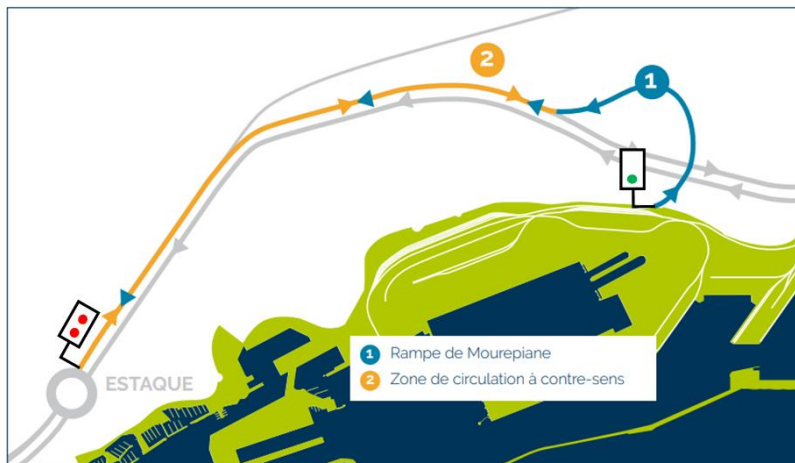 2
1
ESTAQUE
1 Rampe de Mourepiane
2 Zone de circulation à contre-sens